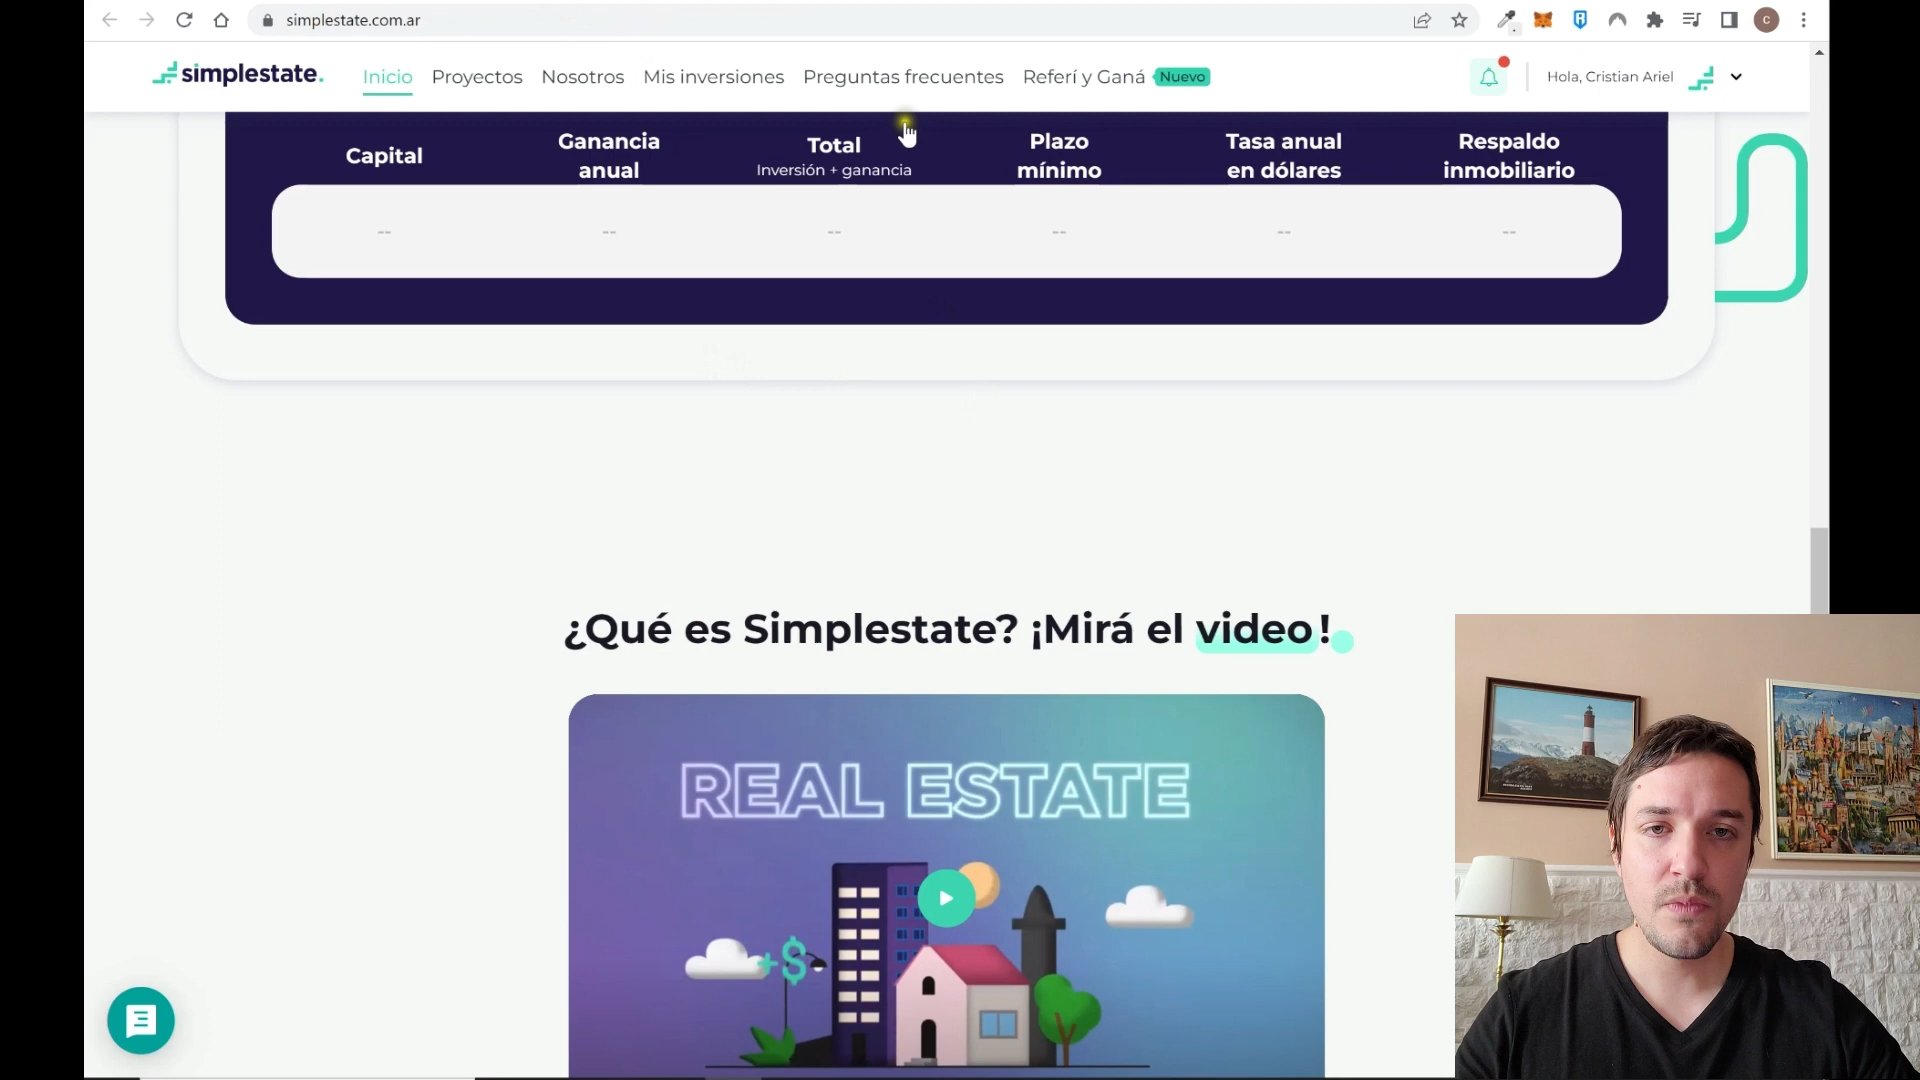 simplestate.com.ar
simplestate.
Inicio
Proyectos
Nosotros
Mis inversiones
Preguntas frecuentes
Referí y Ganá
Nuevo
Hola, Cristian Ariel
C
Capital
Ganancia
anual
Total
Inversión + ganancia
Plazo
mínimo
Tasa anual
en dólares
Respaldo
inmobiliario
--
--
--
--
--
--
¿Qué es Simplestate? ¡Mirá el video!
REAL ESTATE
+$